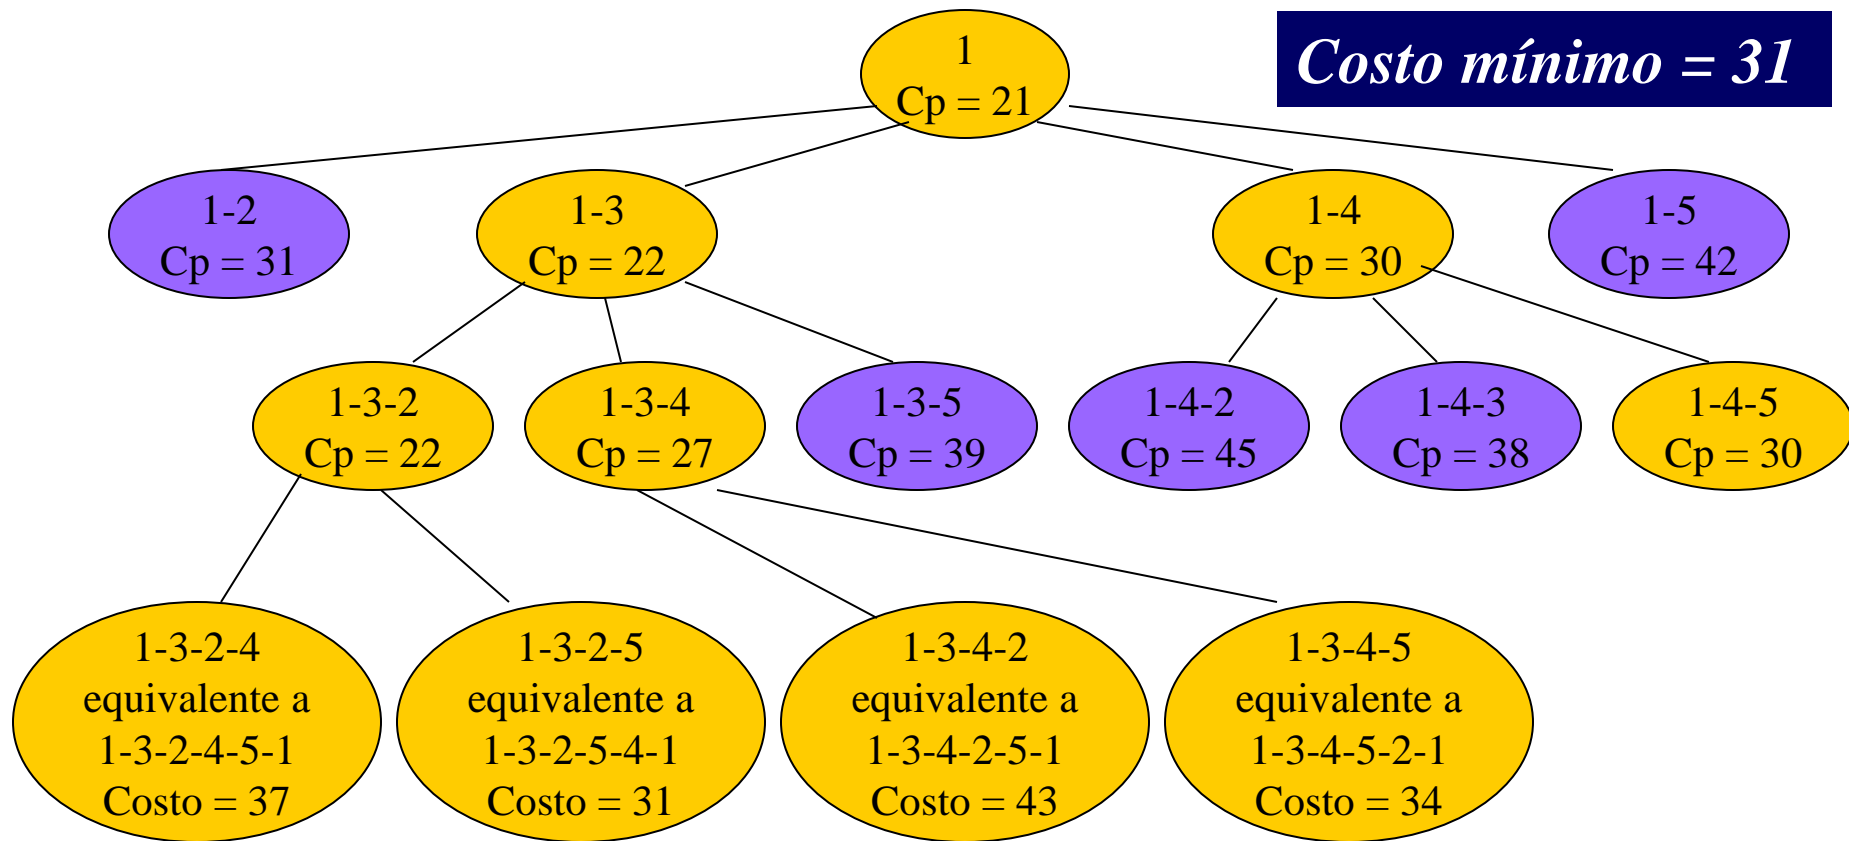 1
Cp = 21
Costo mínimo = 31
1-2
Cp = 31
1-3
Cp = 22
1-4
Cp = 30
1-5
Cp = 42
1-3-2
Cp = 22
1-3-4
Cp = 27
1-3-5
Cp = 39
1-4-2
Cp = 45
1-4-3
Cp = 38
1-4-5
Cp = 30
1-3-2-4
equivalente a
1-3-2-4-5-1
Costo = 37
1-3-2-5
equivalente a
1-3-2-5-4-1
Costo = 31
1-3-4-2
equivalente a
1-3-4-2-5-1
Costo = 43
1-3-4-5
equivalente a
1-3-4-5-2-1
Costo = 34